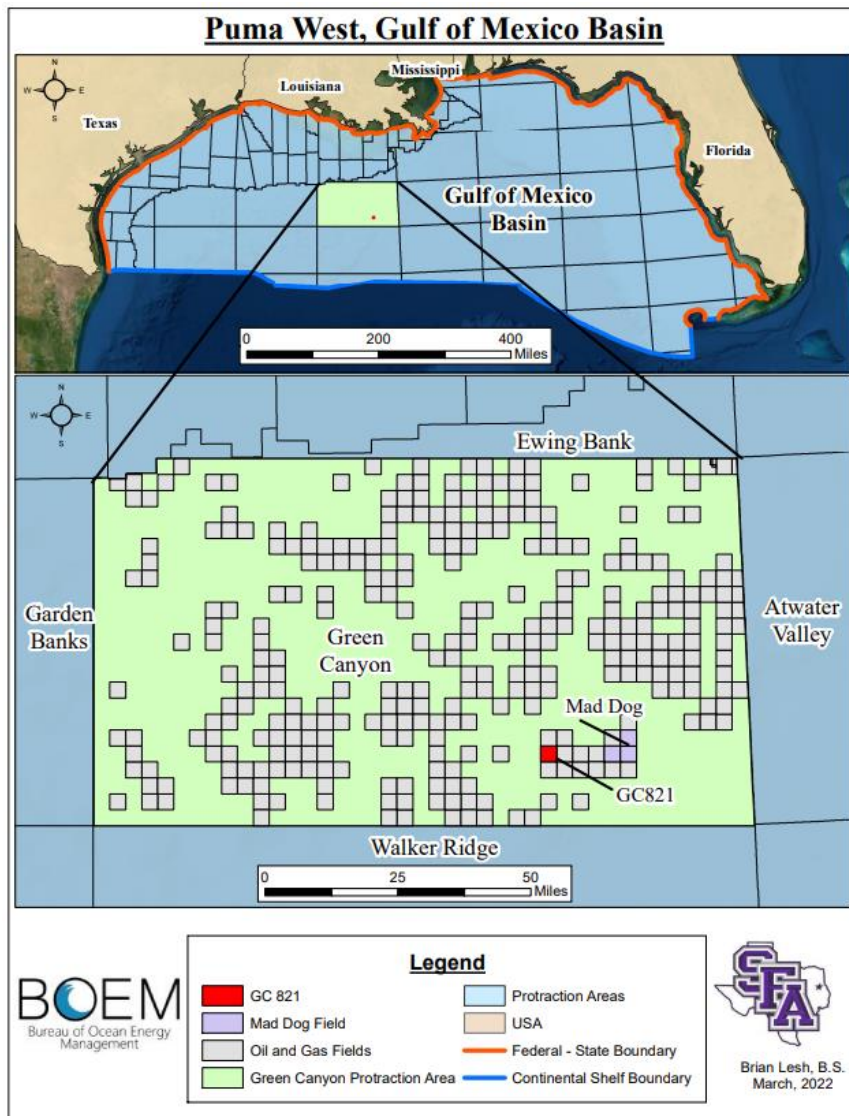 Puma West, Gulf of Mexico Basin
N
W E
S
Mississippi
Louisiana
Texas
Florida
Gulf of Mexico
Basin
0 200 400
Miles
N
W E
S
Ewing Bank
Garden
Banks
Green
Canyon
Atwater
Valley
Mad Dog
GC821
Walker Ridge
0 25 50
Miles
BOEM
Bureau of Ocean Energy
Management
Legend
GC 821
Mad Dog Field
Oil and Gas Fields
Green Canyon Protraction Area
Protraction Areas
USA
Federal - State Boundary
Continental Shelf Boundary
SFA
Brian Lesh, B.S.
March, 2022